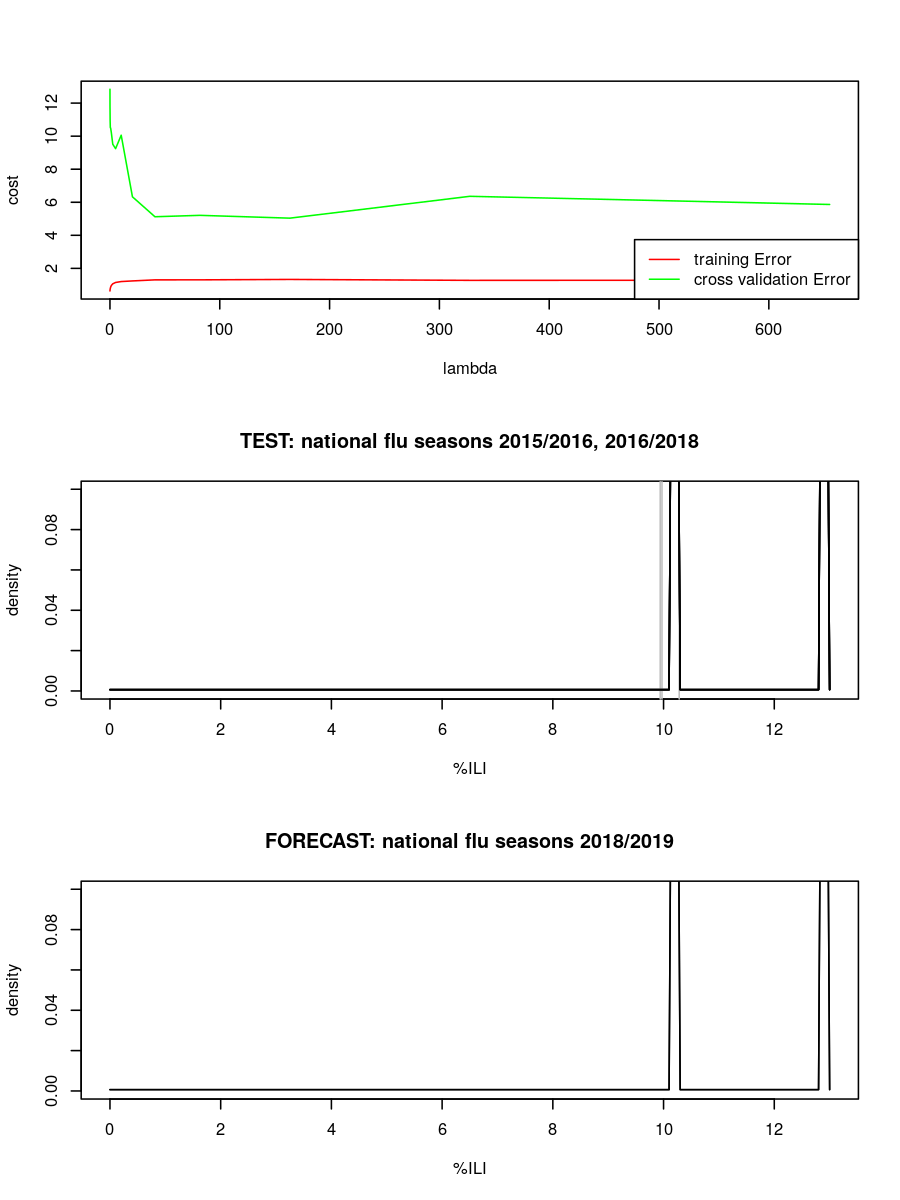 12
10
8
6
4
2
cost
training Error
cross validation Error
0 100 200 300 400 500 600
lambda
TEST: national flu seasons 2015/2016, 2016/2018
0.08
0.04
0.00
density
0 2 4 6 8 10 12
%ILI
FORECAST: national flu seasons 2018/2019
0.08
0.04
0.00
density
0 2 4 6 8 10 12
%ILI